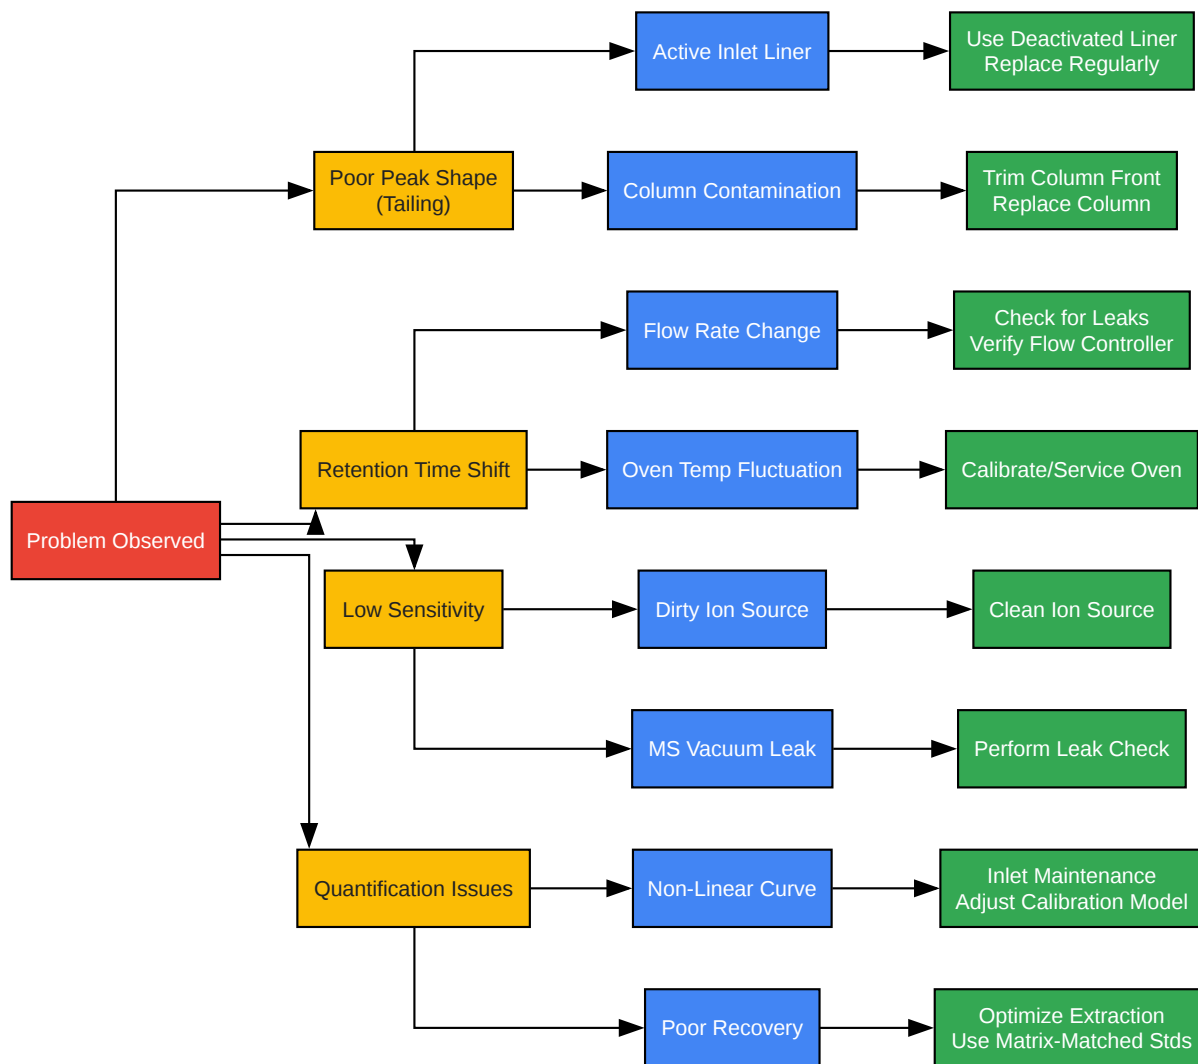 Active Inlet Liner
Use Deactivated Liner
Replace Regularly
Poor Peak Shape
(Tailing)
Column Contamination
Trim Column Front
Replace Column
Flow Rate Change
Check for Leaks
Verify Flow Controller
Retention Time Shift
Oven Temp Fluctuation
Calibrate/Service Oven
Problem Observed
Low Sensitivity
Dirty Ion Source
Clean Ion Source
MS Vacuum Leak
Perform Leak Check
Quantification Issues
Non-Linear Curve
Inlet Maintenance
Adjust Calibration Model
Poor Recovery
Optimize Extraction
Use Matrix-Matched Stds